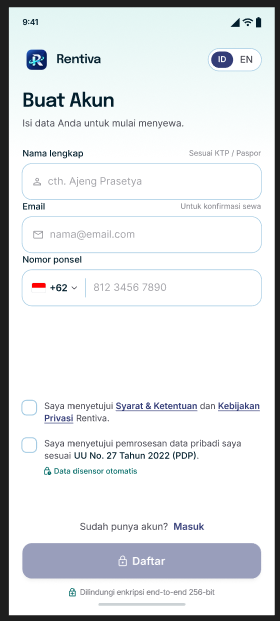 9:41
Rentiva
ID EN
Buat Akun
Isi data Anda untuk mulai menyewa.
Nama lengkap Sesuai KTP / Paspor
cth. Ajeng Prasetya
Email Untuk konfirmasi sewa
nama@email.com
Nomor ponsel
+62 812 3456 7890
Saya menyetujui Syarat & Ketentuan dan Kebijakan
Privasi Rentiva.
Saya menyetujui pemrosesan data pribadi saya
sesuai UU No. 27 Tahun 2022 (PDP).
Data disensor otomatis
Sudah punya akun? Masuk
Daftar
Dilindungi enkripsi end-to-end 256-bit